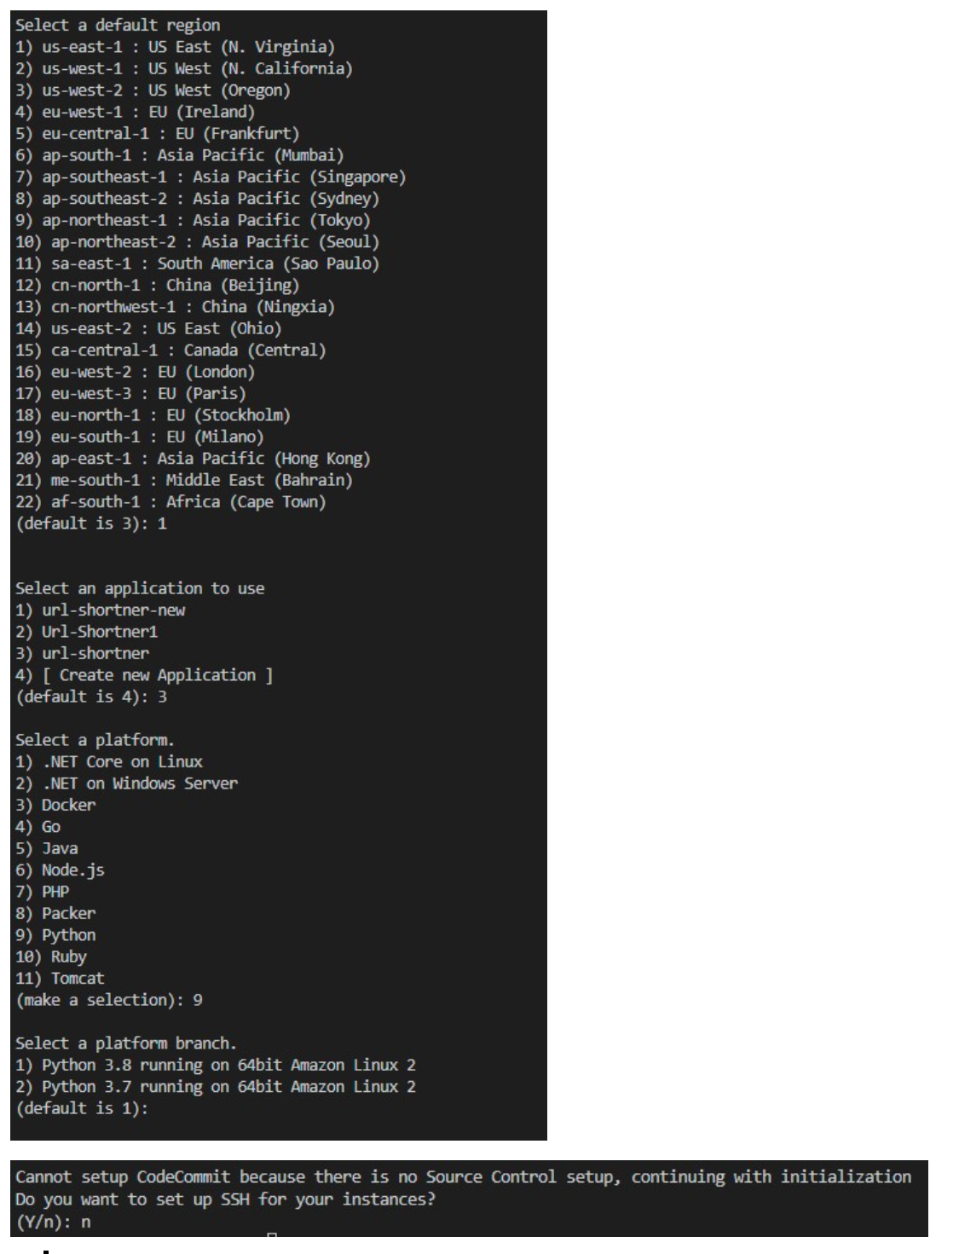 Select a default region
1) us-east-1 : US East (N. Virginia)
2) us-west-1 : US West (N. California)
3) us-west-2 : US West (Oregon)
4) eu-west-1 : EU (Ireland)
5) eu-central-1 : EU (Frankfurt)
6) ap-south-1 : Asia Pacific (Mumbai)
7) ap-southeast-1 : Asia Pacific (Singapore)
8) ap-southeast-2 : Asia Pacific (Sydney)
9) ap-northeast-1 : Asia Pacific (Tokyo)
10) ap-northeast-2 : Asia Pacific (Seoul)
11) sa-east-1 : South America (Sao Paulo)
12) cn-north-1 : China (Beijing)
13) cn-northwest-1 : China (Ningxia)
14) us-east-2 : US East (Ohio)
15) ca-central-1 : Canada (Central)
16) eu-west-2 : EU (London)
17) eu-west-3 : EU (Paris)
18) eu-north-1 : EU (Stockholm)
19) eu-south-1 : EU (Milano)
20) ap-east-1 : Asia Pacific (Hong Kong)
21) me-south-1 : Middle East (Bahrain)
22) af-south-1 : Africa (Cape Town)
(default is 3): 1
Select an application to use
1) url-shortner-new
2) Url-Shortner1
3) url-shortner
4) [ Create new Application ]
(default is 4): 3
Select a platform.
1) .NET Core on Linux
2) .NET on Windows Server
3) Docker
4) Go
5) Java
6) Node.js
7) PHP
8) Packer
9) Python
10) Ruby
11) Tomcat
(make a selection): 9
Select a platform branch.
1) Python 3.8 running on 64bit Amazon Linux 2
2) Python 3.7 running on 64bit Amazon Linux 2
(default is 1):
Cannot setup CodeCommit because there is no Source Control setup, continuing with initialization
Do you want to set up SSH for your instances?
(Y/n): n